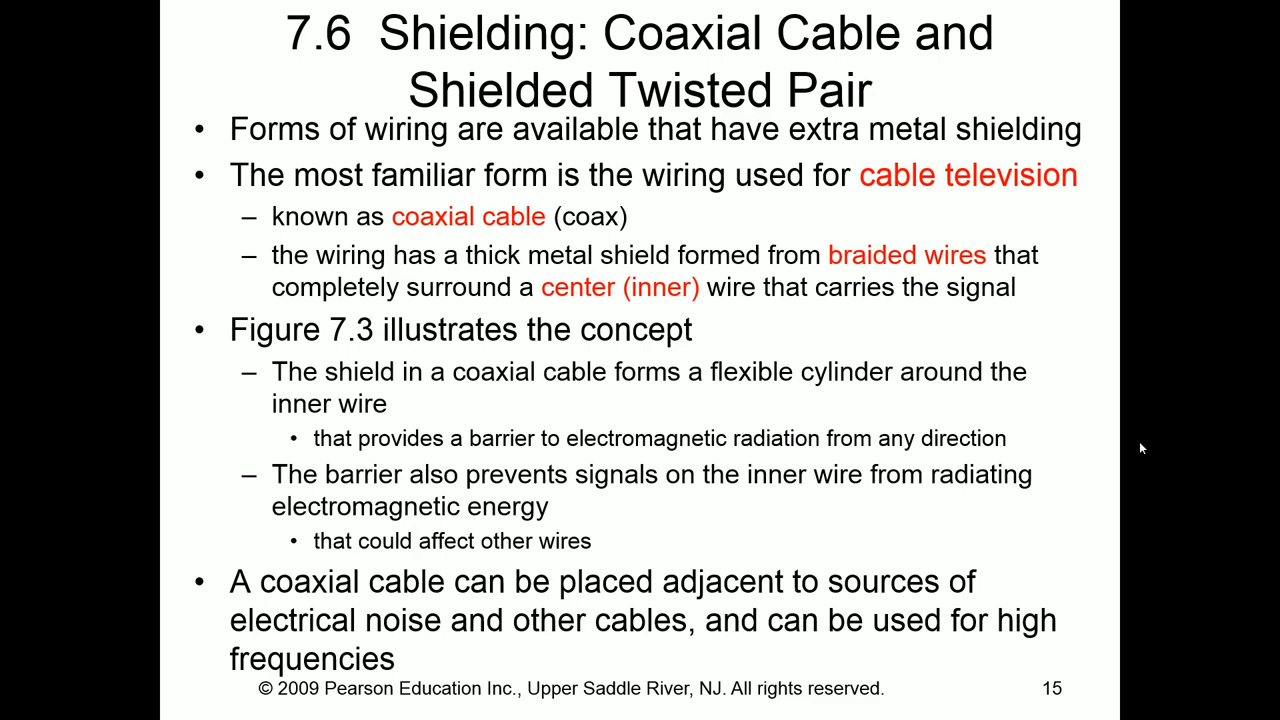 7.6 Shielding: Coaxial Cable and
Shielded Twisted Pair
• Forms of wiring are available that have extra metal shielding
• The most familiar form is the wiring used for cable television
– known as coaxial cable (coax)
– the wiring has a thick metal shield formed from braided wires that
completely surround a center (inner) wire that carries the signal
• Figure 7.3 illustrates the concept
– The shield in a coaxial cable forms a flexible cylinder around the
inner wire
• that provides a barrier to electromagnetic radiation from any direction
– The barrier also prevents signals on the inner wire from radiating
electromagnetic energy
• that could affect other wires
• A coaxial cable can be placed adjacent to sources of
electrical noise and other cables, and can be used for high
frequencies
© 2009 Pearson Education Inc., Upper Saddle River, NJ. All rights reserved. 15